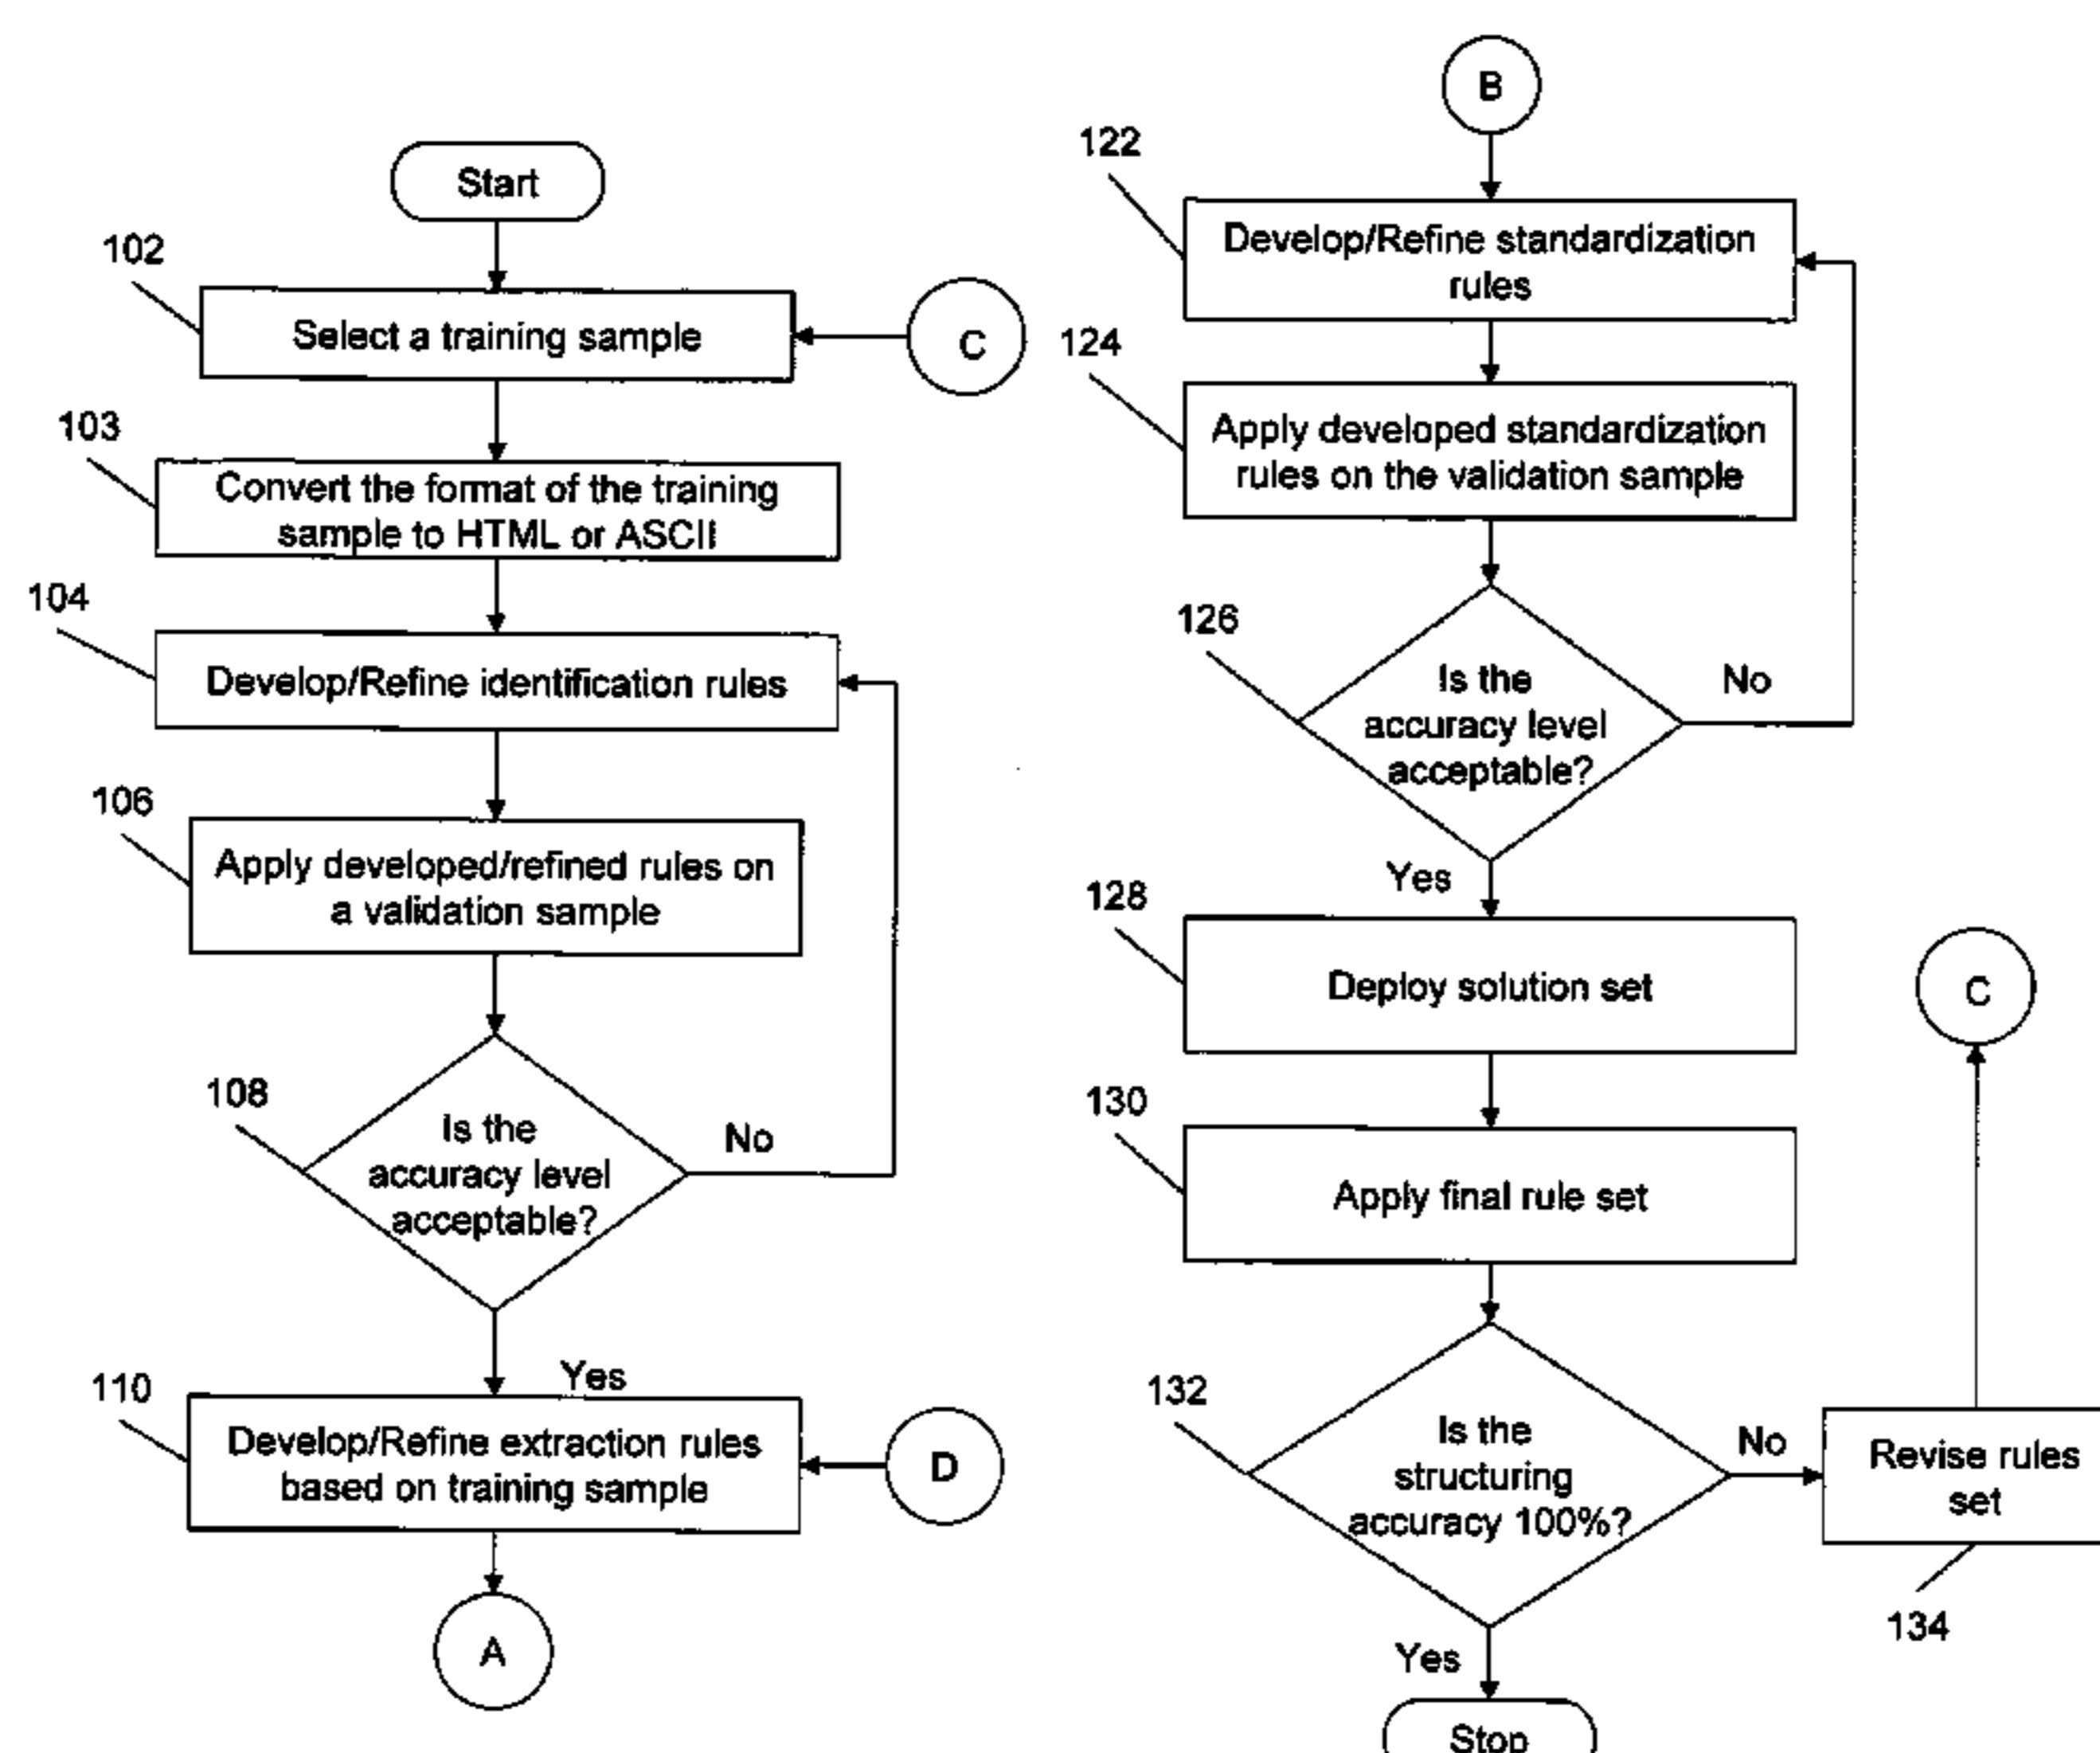 Start
102
Select a training sample
C
103
Convert the format of the training
sample to HTML or ASCII
104
Develop/Refine identification rules
106
Apply developed/refined rules on
a validation sample
108
Is the
accuracy level
acceptable?
No
Yes
110
Develop/Refine extraction rules
based on training sample
D
A
B
122
Develop/Refine standardization
rules
124
Apply developed standardization
rules on the validation sample
126
Is the
accuracy level
acceptable?
No
Yes
128
Deploy solution set
C
130
Apply final rule set
132
Is the
structuring
accuracy 100%?
No
Revise rules
set
134
Yes
Stop